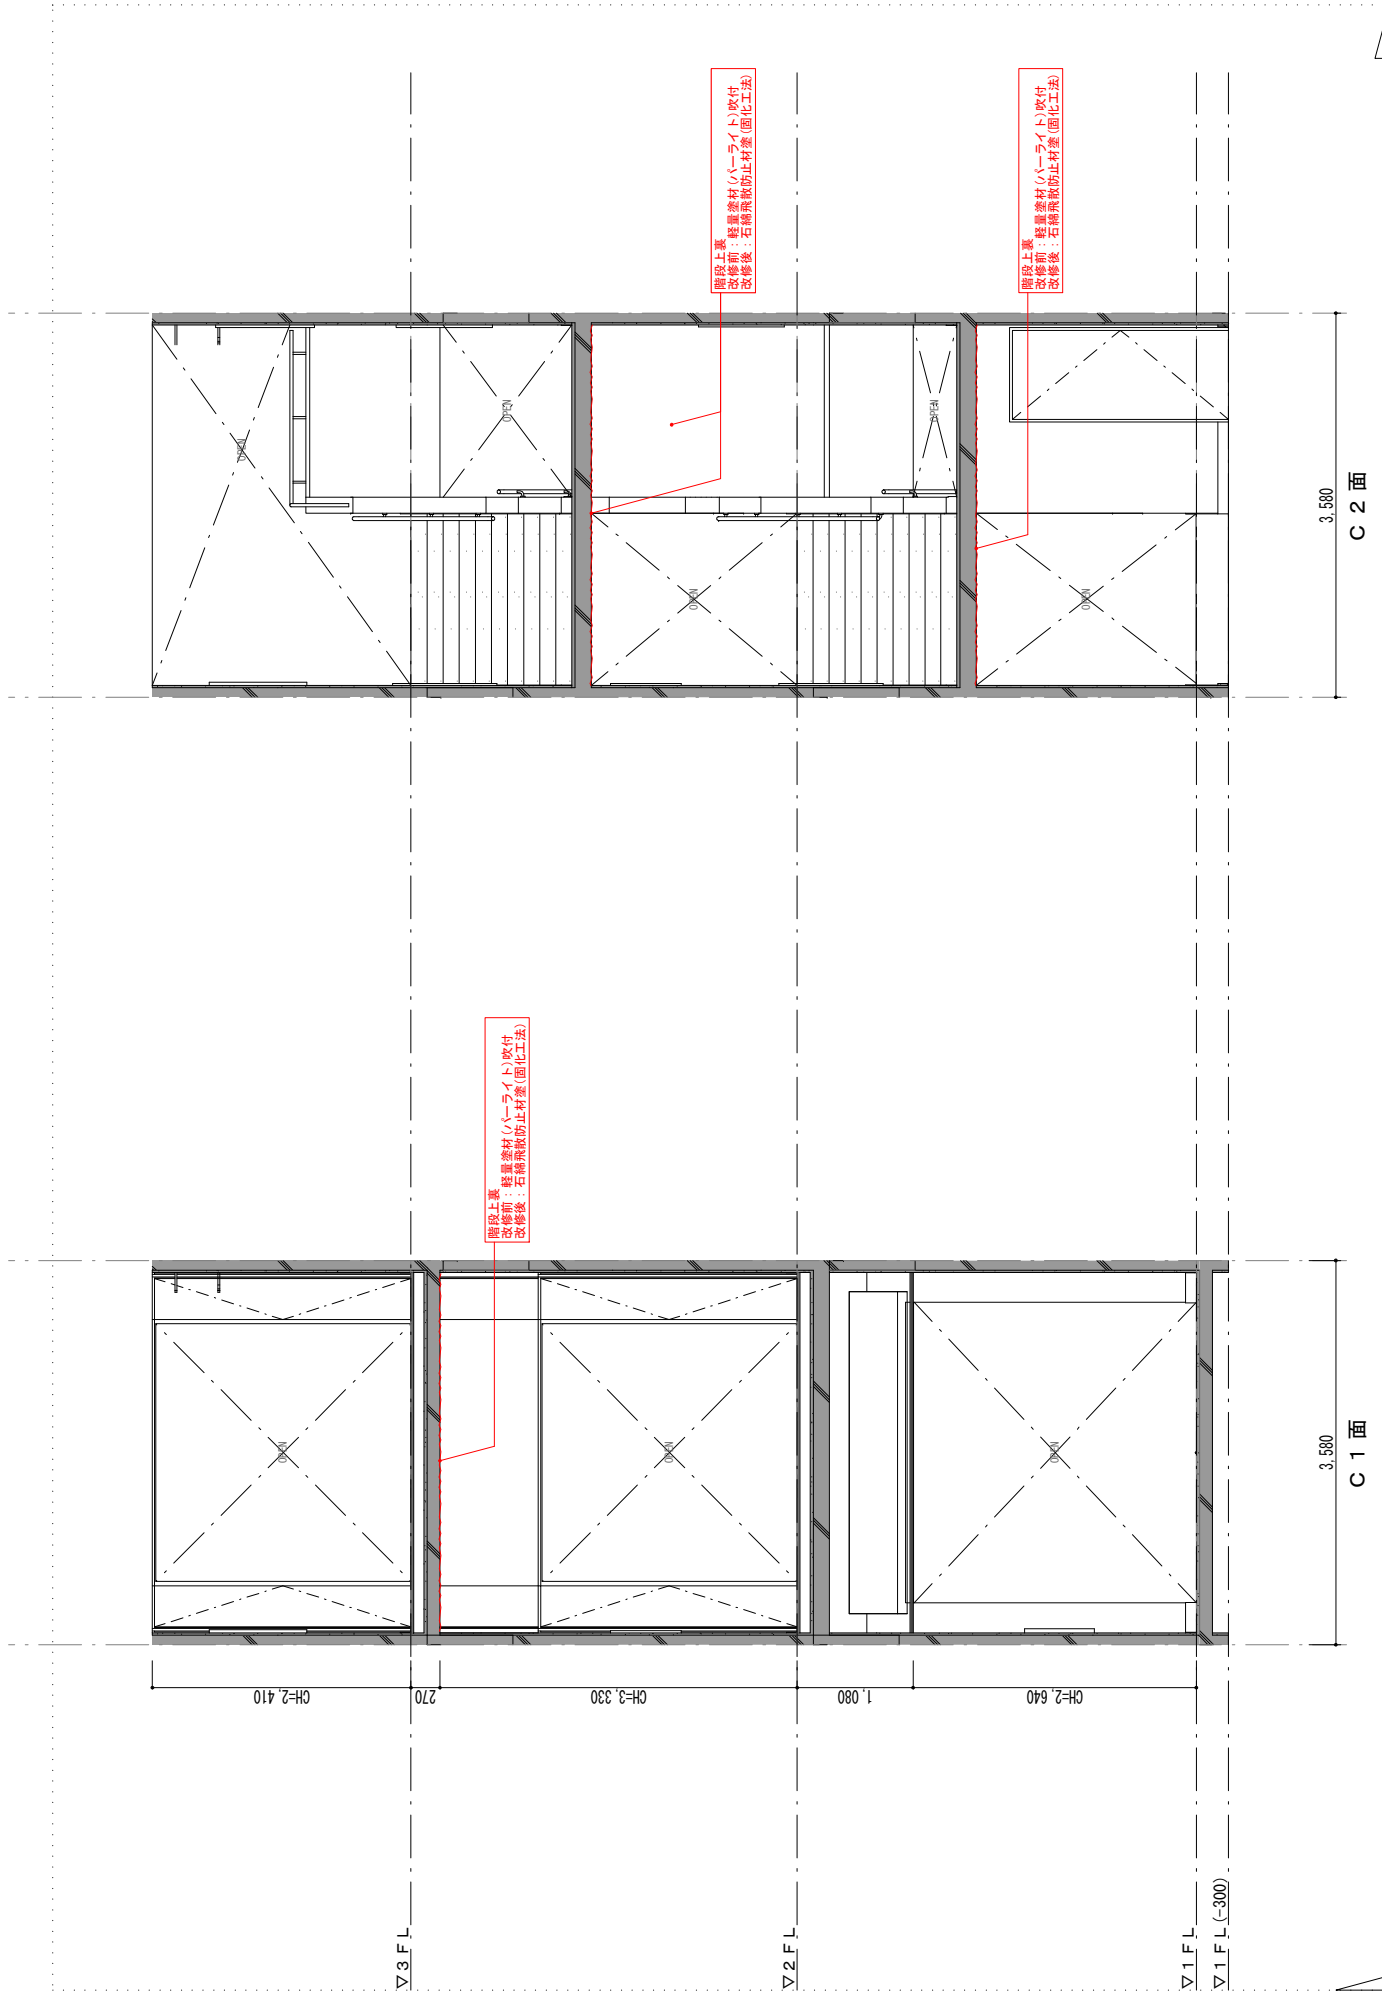 階段上裏
改修前：軽量塗材(パーライト)吹付
改修後：石綿飛散防止材塗(固化工法)
階段上裏
改修前：軽量塗材(パーライト)吹付
改修後：石綿飛散防止材塗(固化工法)
階段上裏
改修前：軽量塗材(パーライト)吹付
改修後：石綿飛散防止材塗(固化工法)
OPEN
OPEN
OPEN
OPEN
OPEN
OPEN
OPEN
OPEN
CH=2,410
270
CH=3,330
1,080
CH=2,640
▽3FL
▽2FL
▽1FL
▽1FL(-300)
3,580
C1面
3,580
C2面